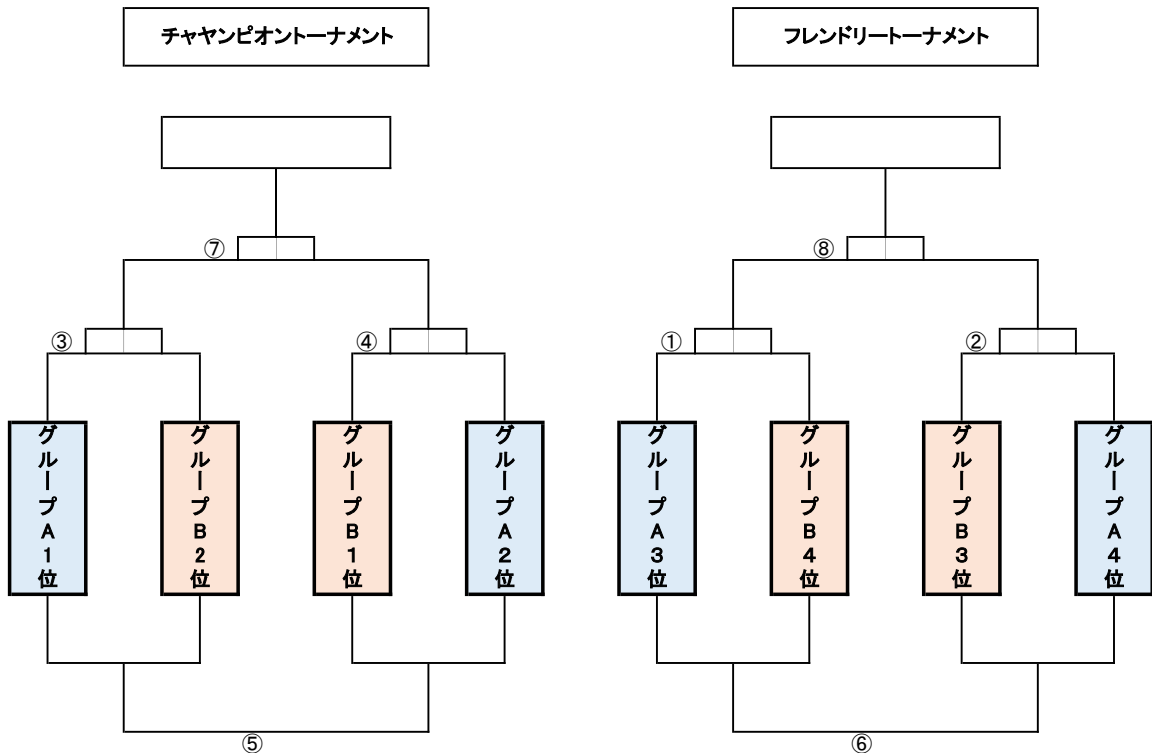 チャヤンピオントーナメント
フレンドリートーナメント
⑦
⑧
③
④
①
②
グループA1位
グループB2位
グループB1位
グループA2位
グループA3位
グループB4位
グループB3位
グループA4位
⑤
⑥